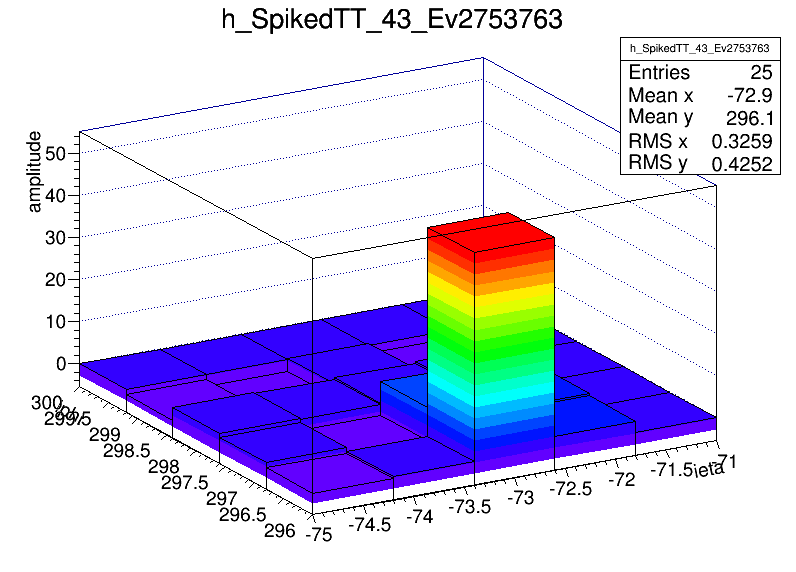 h_SpikedTT_43_Ev2753763
h_SpikedTT_43_Ev2753763
Entries 25
Mean x -72.9
Mean y 296.1
RMS x 0.3259
RMS y 0.4252
amplitude
50
40
30
20
10
0
300
299.5
299
298.5
298
297.5
297
296.5
296
-75
-74.5
-74
-73.5
-73
-72.5
-72
-71.5
-71
ieta